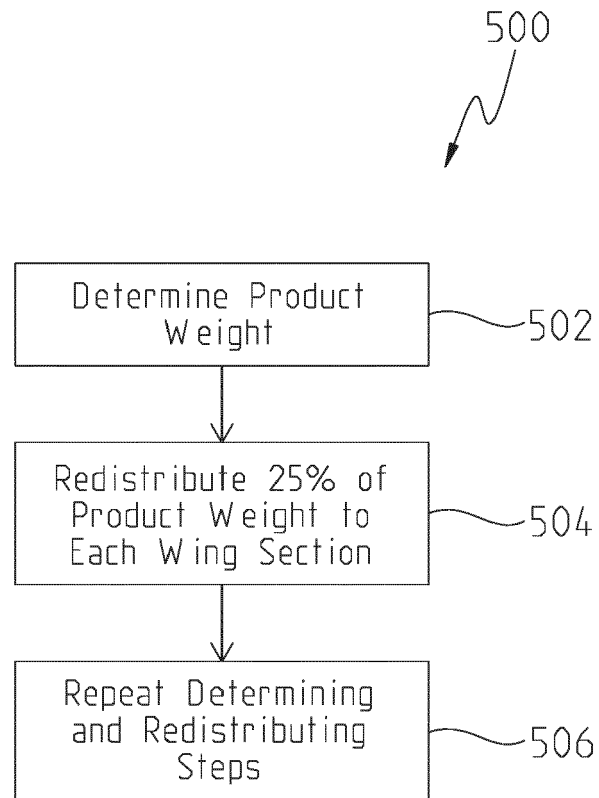 500
Determine Product
Weight
502
Redistribute 25% of
Product Weight to
Each Wing Section
504
Repeat Determining
and Redistributing
Steps
506